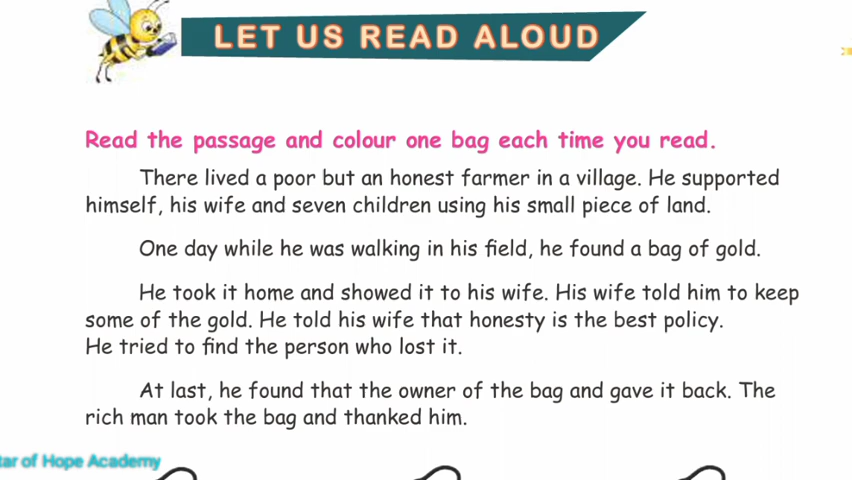 LET US READ ALOUD
Read the passage and colour one bag each time you read.
There lived a poor but an honest farmer in a village. He supported
himself, his wife and seven children using his small piece of land.
One day while he was walking in his field, he found a bag of gold.
He took it home and showed it to his wife. His wife told him to keep
some of the gold. He told his wife that honesty is the best policy.
He tried to find the person who lost it.
At last, he found that the owner of the bag and gave it back. The
rich man took the bag and thanked him.
tar of Hope Academy